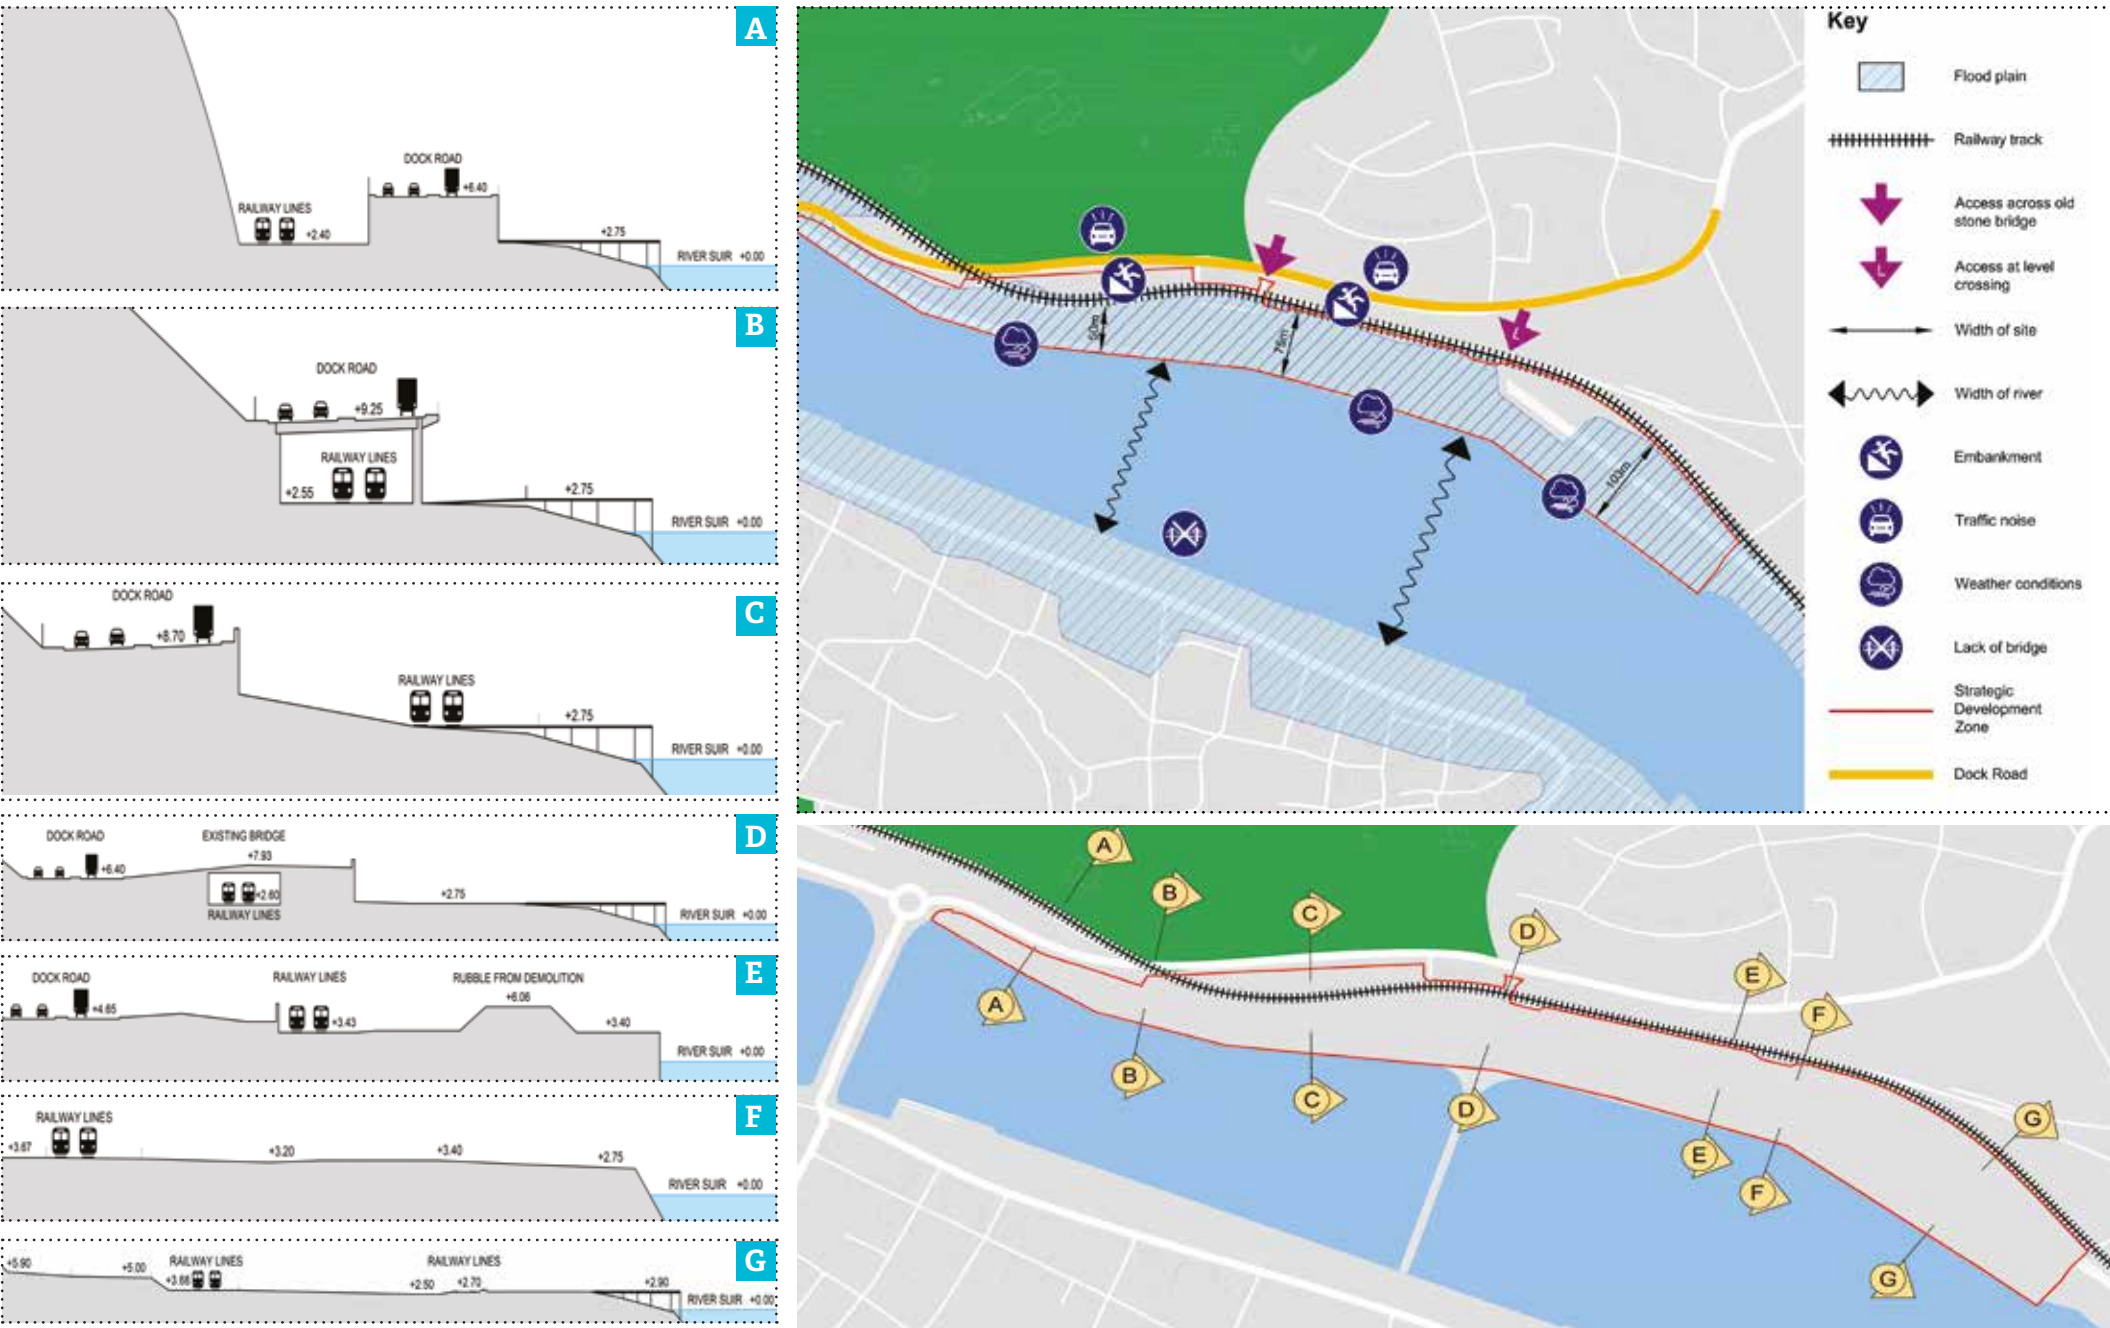 A
DOCK ROAD
+6.40
RAILWAY LINES
+2.40
+2.75
RIVER SUIR +0.00
B
DOCK ROAD
+9.25
RAILWAY LINES
+2.55
+2.75
RIVER SUIR +0.00
C
DOCK ROAD
+8.70
RAILWAY LINES
+2.75
RIVER SUIR +0.00
D
DOCK ROAD
EXISTING BRIDGE
+7.93
+6.40
+2.60
RAILWAY LINES
+2.75
RIVER SUIR +0.00
E
DOCK ROAD
RAILWAY LINES
RUBBLE FROM DEMOLITION
+6.06
+4.65
+3.43
+3.40
RIVER SUIR +0.00
F
RAILWAY LINES
+3.67
+3.20
+3.40
+2.75
RIVER SUIR +0.00
G
+5.90
+5.00
RAILWAY LINES
RAILWAY LINES
+2.50
+2.70
+2.90
RIVER SUIR +0.00
50m
75m
L
103m
Key
Flood plain
Railway track
Access across old
stone bridge
L
Access at level
crossing
Width of site
Width of river
Embankment
Traffic noise
Weather conditions
Lack of bridge
Strategic
Development
Zone
Dock Road
A
B
C
D
E
F
G
A
B
C
D
E
F
G